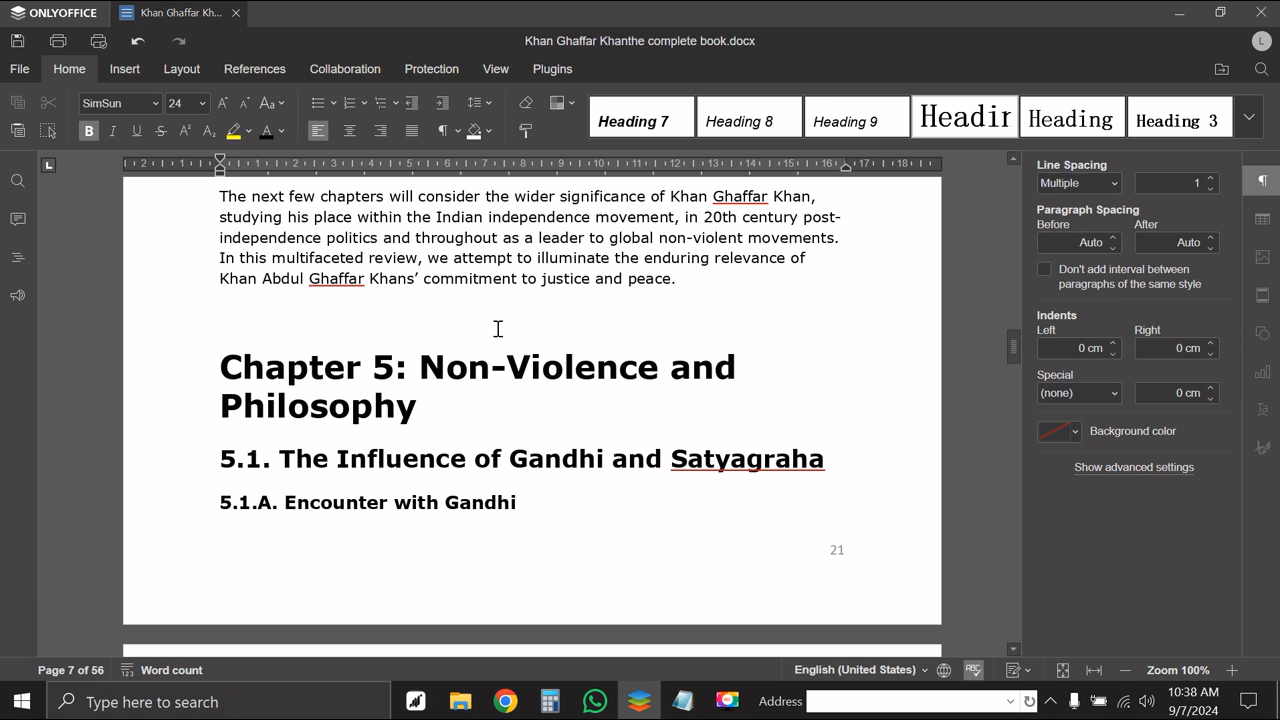 ONLYOFFICE
Khan Ghaffar Kh...
Khan Ghaffar Khanthe complete book.docx
L
File Home Insert Layout References Collaboration Protection View Plugins
SimSun 24
Heading 7 Heading 8 Heading 9 Headir Heading Heading 3
The next few chapters will consider the wider significance of Khan Ghaffar Khan,
studying his place within the Indian independence movement, in 20th century post-
independence politics and throughout as a leader to global non-violent movements.
In this multifaceted review, we attempt to illuminate the enduring relevance of
Khan Abdul Ghaffar Khans’ commitment to justice and peace.
Chapter 5: Non-Violence and
Philosophy
5.1. The Influence of Gandhi and Satyagraha
5.1.A. Encounter with Gandhi
21
Line Spacing
Multiple 1
Paragraph Spacing
Before After
Auto Auto
Don't add interval between
paragraphs of the same style
Indents
Left Right
0 cm 0 cm
Special
(none) 0 cm
Background color
Show advanced settings
Page 7 of 56 Word count English (United States) Zoom 100%
Type here to search Address 10:38 AM
9/7/2024